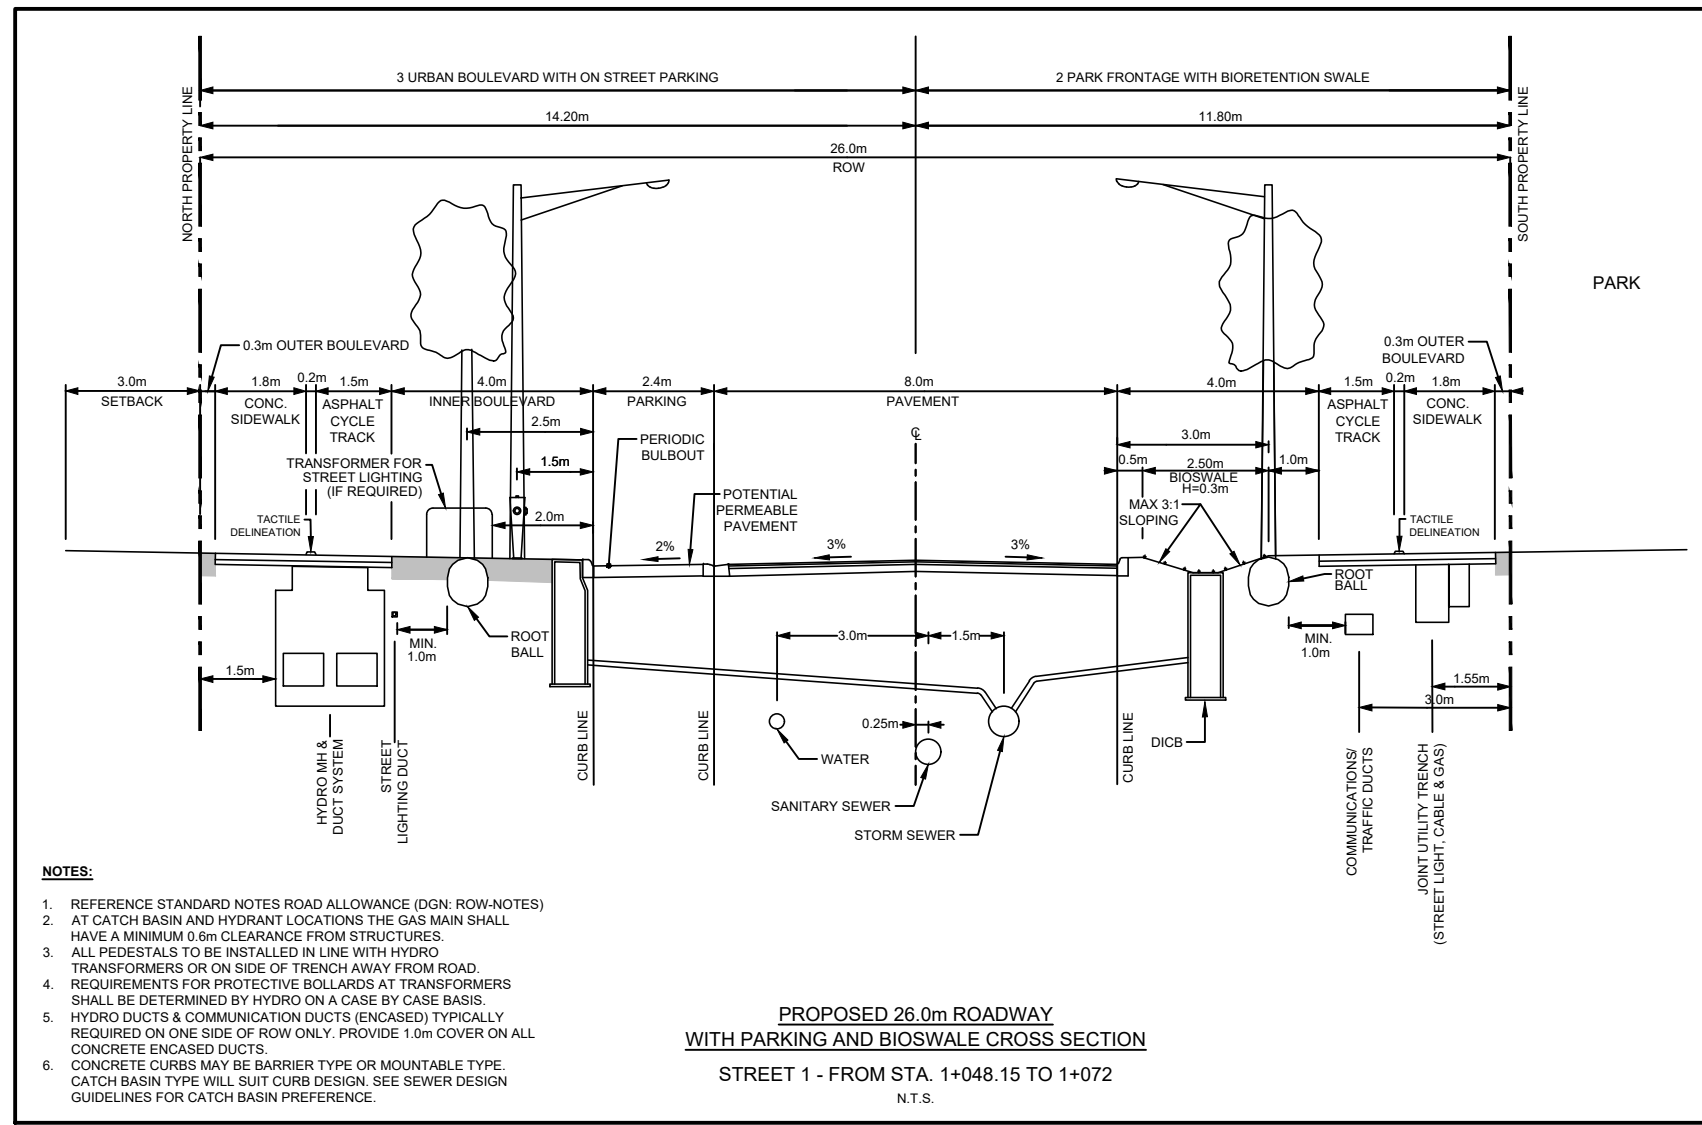 3 URBAN BOULEVARD WITH ON STREET PARKING
2 PARK FRONTAGE WITH BIORETENTION SWALE
14.20m
11.80m
26.0m
ROW
NORTH PROPERTY LINE
SOUTH PROPERTY LINE
PARK
0.3m OUTER BOULEVARD
0.3m OUTER
BOULEVARD
3.0m
SETBACK
1.8m
CONC.
SIDEWALK
0.2m
1.5m
ASPHALT
CYCLE
TRACK
4.0m
INNER BOULEVARD
2.4m
PARKING
8.0m
PAVEMENT
4.0m
1.5m
ASPHALT
CYCLE
TRACK
0.2m
1.8m
CONC.
SIDEWALK
2.5m
1.5m
2.0m
TRANSFORMER FOR
STREET LIGHTING
(IF REQUIRED)
TACTILE
DELINEATION
PERIODIC
BULBOUT
POTENTIAL
PERMEABLE
PAVEMENT
℄
3.0m
0.5m
2.50m
1.0m
BIOSWALE
H=0.3m
MAX 3:1
SLOPING
TACTILE
DELINEATION
2%
3%
3%
ROOT
BALL
ROOT
BALL
MIN.
1.0m
3.0m
1.5m
MIN.
1.0m
1.5m
1.55m
3.0m
0.25m
WATER
SANITARY SEWER
STORM SEWER
DICB
CURB LINE
CURB LINE
CURB LINE
HYDRO MH &
DUCT SYSTEM
STREET
LIGHTING DUCT
COMMUNICATIONS/
TRAFFIC DUCTS
JOINT UTILITY TRENCH
(STREET LIGHT, CABLE & GAS)
NOTES:
1. REFERENCE STANDARD NOTES ROAD ALLOWANCE (DGN: ROW-NOTES)
2. AT CATCH BASIN AND HYDRANT LOCATIONS THE GAS MAIN SHALL
HAVE A MINIMUM 0.6m CLEARANCE FROM STRUCTURES.
3. ALL PEDESTALS TO BE INSTALLED IN LINE WITH HYDRO
TRANSFORMERS OR ON SIDE OF TRENCH AWAY FROM ROAD.
4. REQUIREMENTS FOR PROTECTIVE BOLLARDS AT TRANSFORMERS
SHALL BE DETERMINED BY HYDRO ON A CASE BY CASE BASIS.
5. HYDRO DUCTS & COMMUNICATION DUCTS (ENCASED) TYPICALLY
REQUIRED ON ONE SIDE OF ROW ONLY. PROVIDE 1.0m COVER ON ALL
CONCRETE ENCASED DUCTS.
6. CONCRETE CURBS MAY BE BARRIER TYPE OR MOUNTABLE TYPE.
CATCH BASIN TYPE WILL SUIT CURB DESIGN. SEE SEWER DESIGN
GUIDELINES FOR CATCH BASIN PREFERENCE.
PROPOSED 26.0m ROADWAY
WITH PARKING AND BIOSWALE CROSS SECTION
STREET 1 - FROM STA. 1+048.15 TO 1+072
N.T.S.